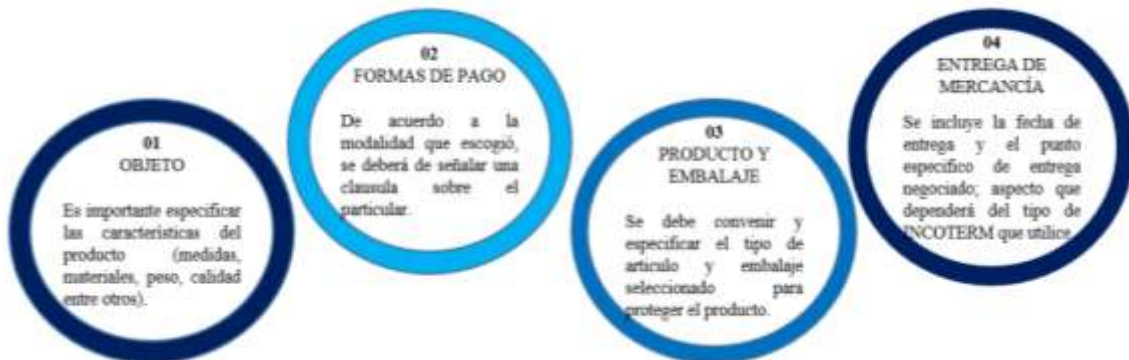 01
OBJETO
Es importante especificar
las características del
producto (medidas,
materiales, peso, calidad
entre otros).
02
FORMAS DE PAGO
De acuerdo a la
modalidad que escogió,
se deberá de señalar una
clausula sobre el
particular.
03
PRODUCTO Y
EMBALAJE
Se debe convenir y
especificar el tipo de
articulo y embalaje
seleccionado para
proteger el producto.
04
ENTREGA DE
MERCANCÍA
Se incluye la fecha de
entrega y el punto
especifico de entrega
negociado; aspecto que
dependerá del tipo de
INCOTERM que utilice.